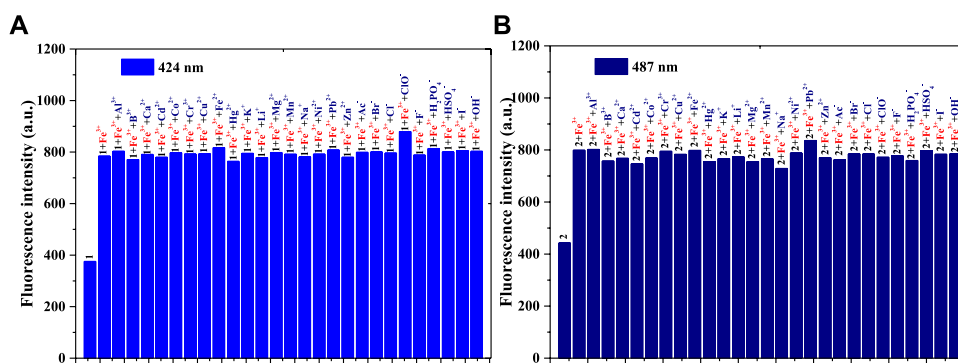 A
Fluorescence intensity (a.u.)
1200
1000
800
600
400
200
0
424 nm
1
1+Fe³⁺
1+Fe³⁺+Al³⁺
1+Fe³⁺+B³⁺
1+Fe³⁺+Ca²⁺
1+Fe³⁺+Cd²⁺
1+Fe³⁺+Co²⁺
1+Fe³⁺+Cr³⁺
1+Fe³⁺+Cu²⁺
1+Fe³⁺+Fe²⁺
1+Fe³⁺+Hg²⁺
1+Fe³⁺+K⁺
1+Fe³⁺+Li⁺
1+Fe³⁺+Mg²⁺
1+Fe³⁺+Mn²⁺
1+Fe³⁺+Na⁺
1+Fe³⁺+Ni²⁺
1+Fe³⁺+Pb²⁺
1+Fe³⁺+Zn²⁺
1+Fe³⁺+Ac⁻
1+Fe³⁺+Br⁻
1+Fe³⁺+Cl⁻
1+Fe³⁺+ClO⁻
1+Fe³⁺+F⁻
1+Fe³⁺+H₂PO₄⁻
1+Fe³⁺+HSO₄⁻
1+Fe³⁺+I⁻
1+Fe³⁺+OH⁻
B
Fluorescence intensity (a.u.)
1200
1000
800
600
400
200
0
487 nm
2
2+Fe³⁺
2+Fe³⁺+Al³⁺
2+Fe³⁺+B³⁺
2+Fe³⁺+Ca²⁺
2+Fe³⁺+Cd²⁺
2+Fe³⁺+Co²⁺
2+Fe³⁺+Cr³⁺
2+Fe³⁺+Cu²⁺
2+Fe³⁺+Fe²⁺
2+Fe³⁺+Hg²⁺
2+Fe³⁺+K⁺
2+Fe³⁺+Li⁺
2+Fe³⁺+Mg²⁺
2+Fe³⁺+Mn²⁺
2+Fe³⁺+Na⁺
2+Fe³⁺+Ni²⁺
2+Fe³⁺+Pb²⁺
2+Fe³⁺+Zn²⁺
2+Fe³⁺+Ac⁻
2+Fe³⁺+Br⁻
2+Fe³⁺+Cl⁻
2+Fe³⁺+ClO⁻
2+Fe³⁺+F⁻
2+Fe³⁺+H₂PO₄⁻
2+Fe³⁺+HSO₄⁻
2+Fe³⁺+I⁻
2+Fe³⁺+OH⁻